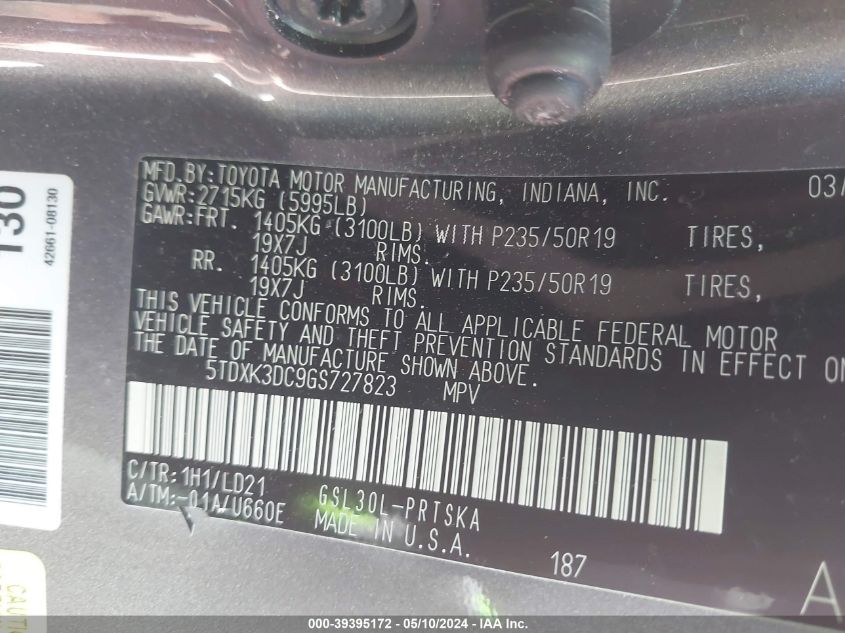 MFD.BY:TOYOTA MOTOR MANUFACTURING, INDIANA, INC. 03/
GVWR:2715KG (5995LB)
GAWR:FRT. 1405KG (3100LB) WITH P235/50R19 TIRES,
19X7J RIMS.
RR. 1405KG (3100LB) WITH P235/50R19 TIRES,
19X7J RIMS.
THIS VEHICLE CONFORMS TO ALL APPLICABLE FEDERAL MOTOR
VEHICLE SAFETY AND THEFT PREVENTION STANDARDS IN EFFECT ON
THE DATE OF MANUFACTURE SHOWN ABOVE.
5TDXK3DC9GS727823 MPV
C/TR:1H1/LD21
A/TM:-01A/U660E
GSL30L-PRTSKA
MADE IN U.S.A.
187
A
130
42661-08130
CAUTION
000-39395172 - 05/10/2024 - IAA Inc.